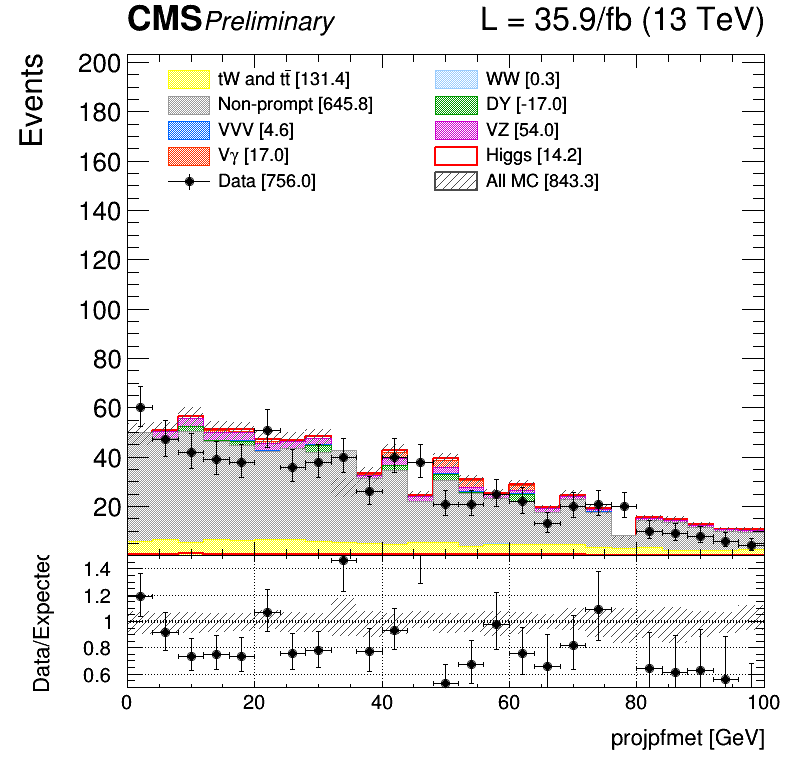 CMS Preliminary L = 35.9/fb (13 TeV)
Events
200
180
160
140
120
100
80
60
40
20
tW and tt̄ [131.4]
Non-prompt [645.8]
VVV [4.6]
Vγ [17.0]
Data [756.0]
WW [0.3]
DY [-17.0]
VZ [54.0]
Higgs [14.2]
All MC [843.3]
Data/Expected
1.4
1.2
1
0.8
0.6
0 20 40 60 80 100
projpfmet [GeV]